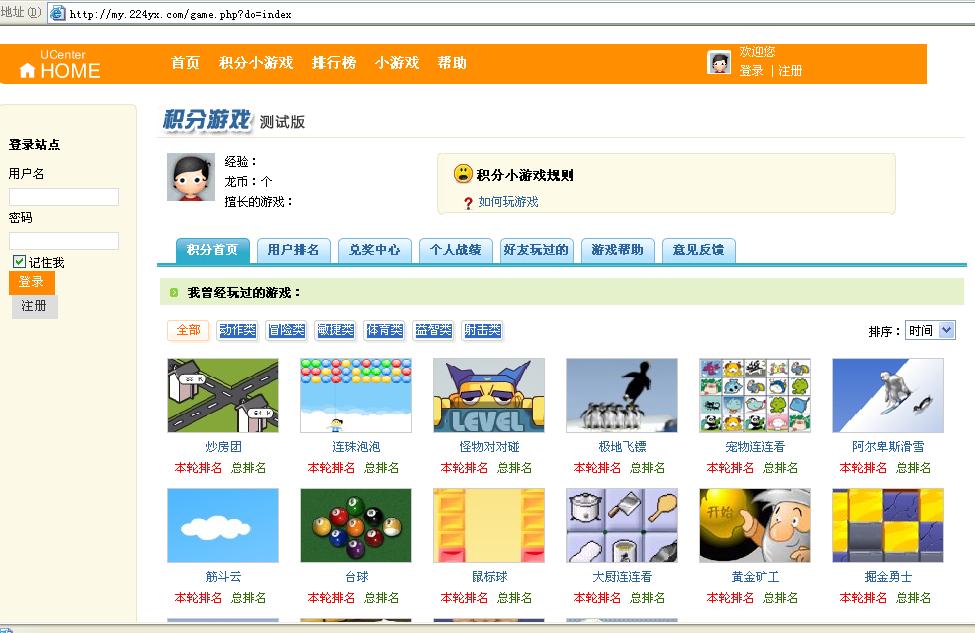 地址(D) http://my.224yx.com/game.php?do=index
UCenter
HOME
首页 积分小游戏 排行榜 小游戏 帮助
欢迎您
登录 | 注册
登录站点
用户名
密码
记住我
登录
注册
积分游戏 测试版
经验：
龙币：个
擅长的游戏：
积分小游戏规则
? 如何玩游戏
积分首页 用户排名 兑奖中心 个人战绩 好友玩过的 游戏帮助 意见反馈
我曾经玩过的游戏：
全部 动作类 冒险类 敏捷类 体育类 益智类 射击类
排序： 时间
LEVEL
炒房团 连珠泡泡 怪物对对碰 极地飞镖 宠物连连看 阿尔卑斯滑雪
本轮排名 总排名 本轮排名 总排名 本轮排名 总排名 本轮排名 总排名 本轮排名 总排名 本轮排名 总排名
开始
筋斗云 台球 鼠标球 大厨连连看 黄金矿工 掘金勇士
本轮排名 总排名 本轮排名 总排名 本轮排名 总排名 本轮排名 总排名 本轮排名 总排名 本轮排名 总排名